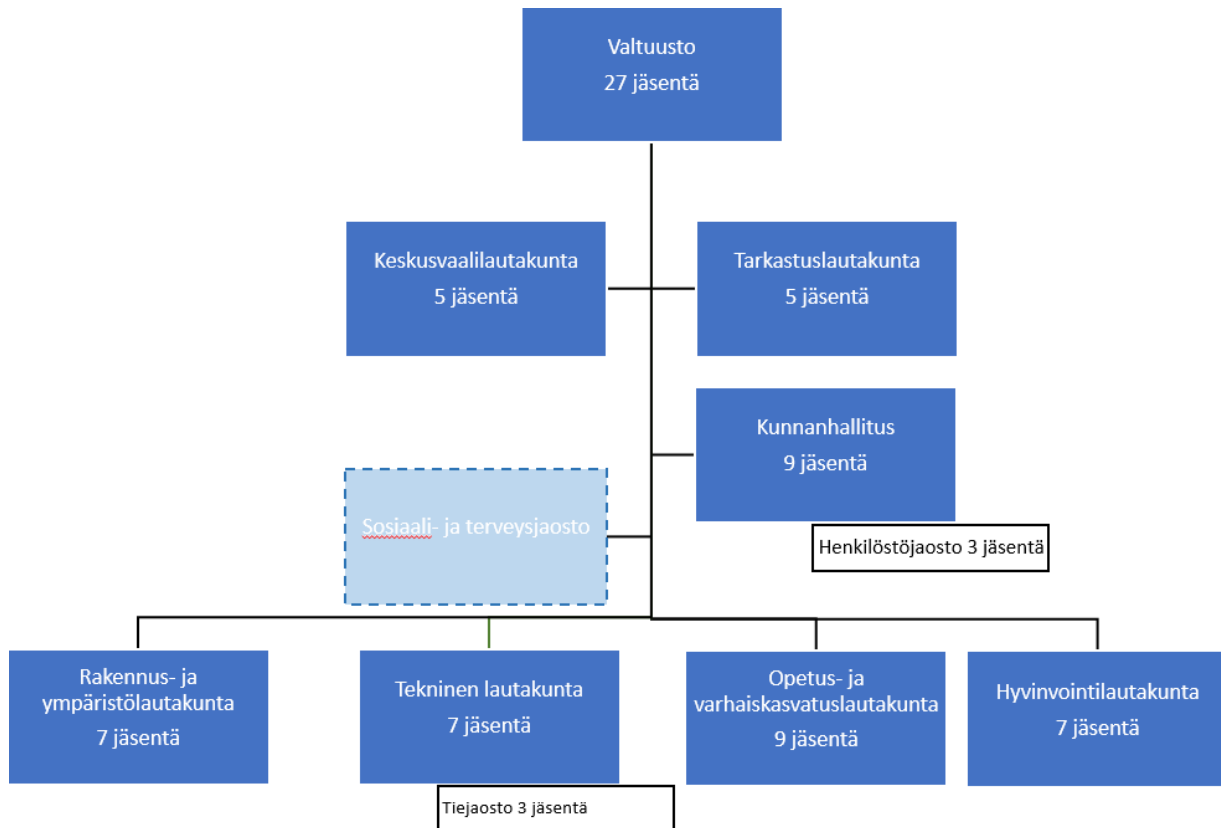 Valtuusto
27 jäsentä
Keskusvaalilautakunta
5 jäsentä
Tarkastuslautakunta
5 jäsentä
Kunnanhallitus
9 jäsentä
Sosiaali- ja terveysjaosto
Henkilöstöjaosto 3 jäsentä
Rakennus- ja
ympäristölautakunta
7 jäsentä
Tekninen lautakunta
7 jäsentä
Opetus- ja
varhaiskasvatuslautakunta
9 jäsentä
Hyvinvointilautakunta
7 jäsentä
Tiejaosto 3 jäsentä